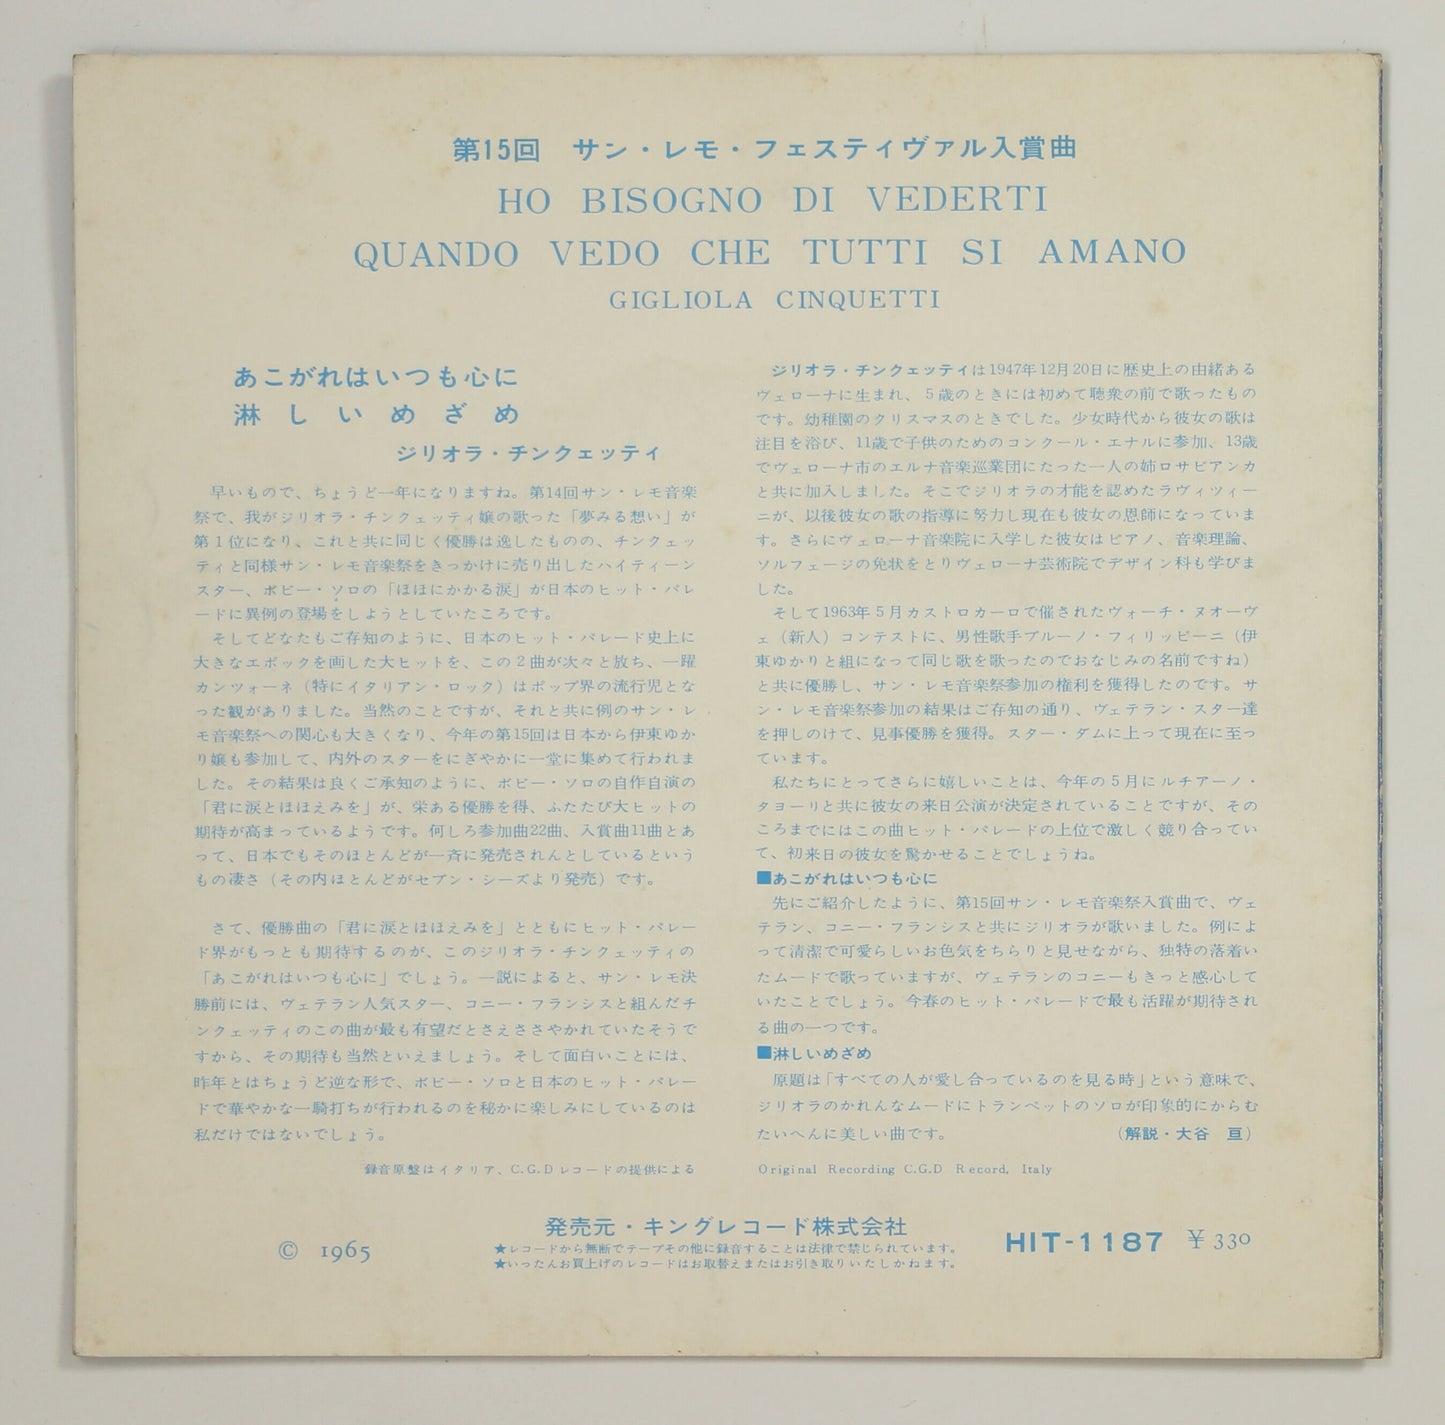 第15回 サン・レモ・フェスティヴァル入賞曲
HO BISOGNO DI VEDERTI
QUANDO VEDO CHE TUTTI SI AMANO
GIGLIOLA CINQUETTI
あこがれはいつも心に
淋しいめざめ
ジリオラ・チンクェッティ
早いもので、ちょうど一年になりますね。第14回サン・レモ音楽
祭で、我がジリオラ・チンクェッティ嬢の歌った「夢みる想い」が
第1位になり、これと共に同じく優勝は逸したものの、チンクェッ
ティと同様サン・レモ音楽祭をきっかけに売り出したハイティーン
スター、ボビー・ソロの「ほほにかかる涙」が日本のヒット・パレ
ードに異例の登場をしようとしていたころです。
そしてどなたもご存知のように、日本のヒット・パレード史上に
大きなエポックを画した大ヒットを、この2曲が次々と放ち、一躍
カンツォーネ（特にイタリアン・ロック）はポップ界の流行児とな
った観がありました。当然のことですが、それと共に例のサン・レ
モ音楽祭への関心も大きくなり、今年の第15回は日本から伊東ゆか
り嬢も参加して、内外のスターをにぎやかに一堂に集めて行われま
した。その結果は良くご承知のように、ボビー・ソロの自作自演の
「君に涙とほほえみを」が、栄ある優勝を得、ふたたび大ヒットの
期待が高まっているようです。何しろ参加曲22曲、入賞曲11曲とあ
って、日本でもそのほとんどが一斉に発売されんとしているという
もの凄さ（その内ほとんどがセブン・シーズより発売）です。
さて、優勝曲の「君に涙とほほえみを」とともにヒット・パレー
ド界がもっとも期待するのが、このジリオラ・チンクェッティの
「あこがれはいつも心に」でしょう。一説によると、サン・レモ決
勝前には、ヴェテラン人気スター、コニー・フランシスと組んだチ
ンクェッティのこの曲が最も有望だとさえささやかれていたそうで
すから、その期待も当然といえましょう。そして面白いことには、
昨年とはちょうど逆な形で、ボビー・ソロと日本のヒット・パレー
ドで華やかな一騎打ちが行われるのを秘かに楽しみにしているのは
私だけではないでしょう。
録音原盤はイタリア、C.G.Dレコードの提供による
ジリオラ・チンクェッティは1947年12月20日に歴史上の由緒ある
ヴェローナに生まれ、5歳のときには初めて聴衆の前で歌ったもの
です。幼稚園のクリスマスのときでした。少女時代から彼女の歌は
注目を浴び、11歳で子供のためのコンクール・エナルに参加、13歳
でヴェローナ市のエルナ音楽巡業団にたった一人の姉ロサビアンカ
と共に加入しました。そこでジリオラの才能を認めたラヴィツィー
ニが、以後彼女の歌の指導に努力し現在も彼女の恩師になっていま
す。さらにヴェローナ音楽院に入学した彼女はピアノ、音楽理論、
ソルフェージの免状をとりヴェローナ芸術院でデザイン科も学びま
した。
そして1963年5月カストロカーロで催されたヴォーチ・ヌオーヴ
ェ（新人）コンテストに、男性歌手ブルーノ・フィリッピーニ（伊
東ゆかりと組になって同じ歌を歌ったのでおなじみの名前ですね）
と共に優勝し、サン・レモ音楽祭参加の権利を獲得したのです。サ
ン・レモ音楽祭参加の結果はご存知の通り、ヴェテラン・スター達
を押しのけて、見事優勝を獲得。スター・ダムに上って現在に至っ
ています。
私たちにとってさらに嬉しいことは、今年の5月にルチアーノ・
タヨーリと共に彼女の来日公演が決定されていることですが、その
ころまでにはこの曲ヒット・パレードの上位で激しく競り合ってい
て、初来日の彼女を驚かせることでしょうね。
■あこがれはいつも心に
先にご紹介したように、第15回サン・レモ音楽祭入賞曲で、ヴェ
テラン、コニー・フランシスと共にジリオラが歌いました。例によ
って清潔で可愛らしいお色気をちらりと見せながら、独特の落着い
たムードで歌っていますが、ヴェテランのコニーもきっと感心して
いたことでしょう。今春のヒット・パレードで最も活躍が期待され
る曲の一つです。
■淋しいめざめ
原題は「すべての人が愛し合っているのを見る時」という意味で、
ジリオラのかれんなムードにトランペットのソロが印象的にからむ
たいへんに美しい曲です。 （解説・大谷 亘）
Original Recording C.G.D Record, Italy
発売元・キングレコード株式会社
© 1965
★レコードから無断でテープその他に録音することは法律で禁じられています。
★いったんお買上げのレコードはお取替えまたはお引き取りいたしかねます。
HIT-1187 ¥330